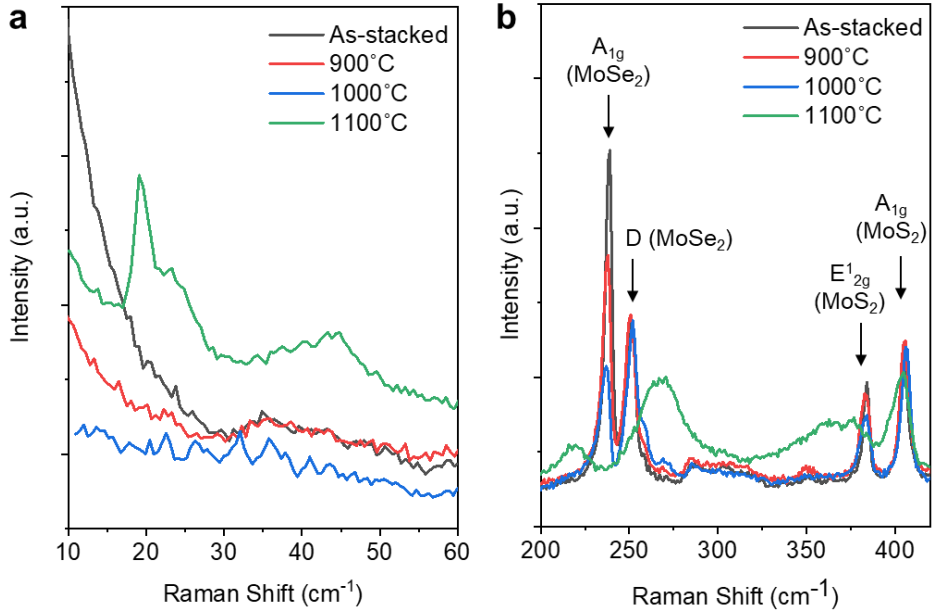 a
As-stacked
900°C
1000°C
1100°C
Intensity (a.u.)
10 20 30 40 50 60
Raman Shift (cm⁻¹)
b
As-stacked
900°C
1000°C
1100°C
A₁g
(MoSe₂)
D (MoSe₂)
E¹₂g
(MoS₂)
A₁g
(MoS₂)
Intensity (a.u.)
200 250 300 350 400
Raman Shift (cm⁻¹)